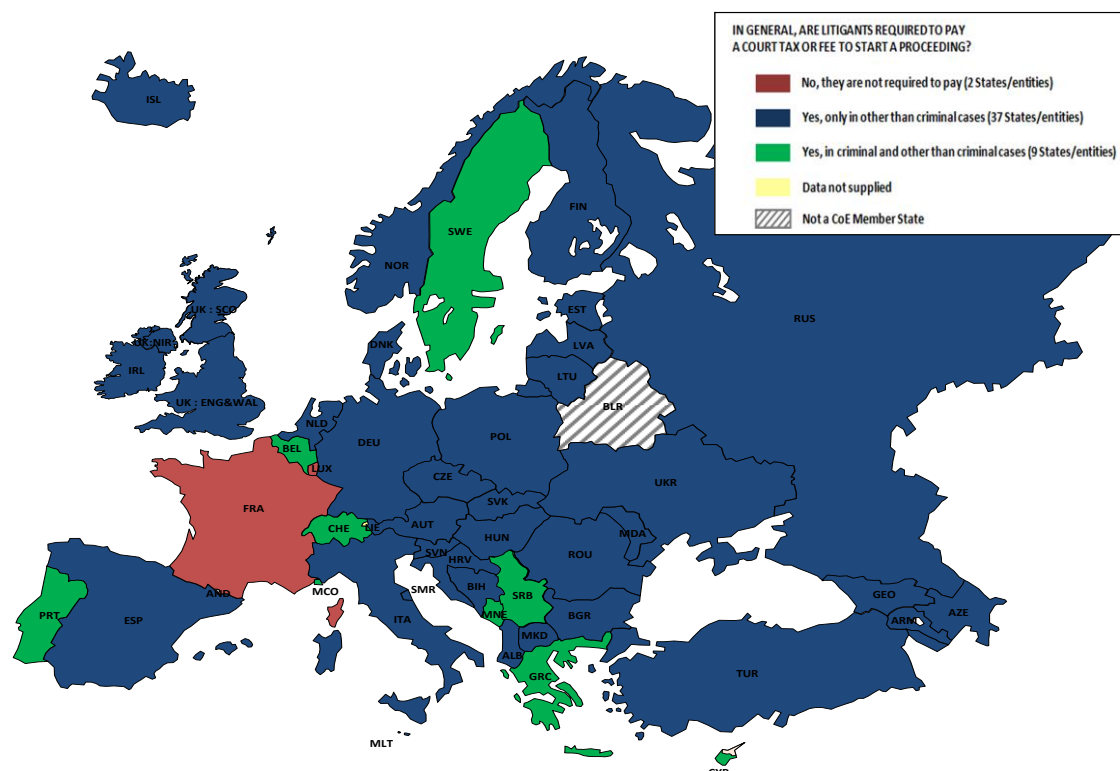 IN GENERAL, ARE LITIGANTS REQUIRED TO PAY
A COURT TAX OR FEE TO START A PROCEEDING?
No, they are not required to pay (2 States/entities)
Yes, only in other than criminal cases (37 States/entities)
Yes, in criminal and other than criminal cases (9 States/entities)
Data not supplied
Not a CoE Member State
ISL
FIN
SWE
NOR
UK : SCO
EST
RUS
UK:NIR
DNK
LVA
IRL
LTU
UK : ENG&WAL
BLR
NLD
DEU
POL
BEL
LUX
CZE
UKR
FRA
SVK
CHE
LIE
AUT
HUN
MDA
SVN
HRV
ROU
AND
MCO
SMR
BIH
SRB
GEO
PRT
ESP
ITA
MNE
BGR
ARM
AZE
MKD
ALB
GRC
TUR
MLT